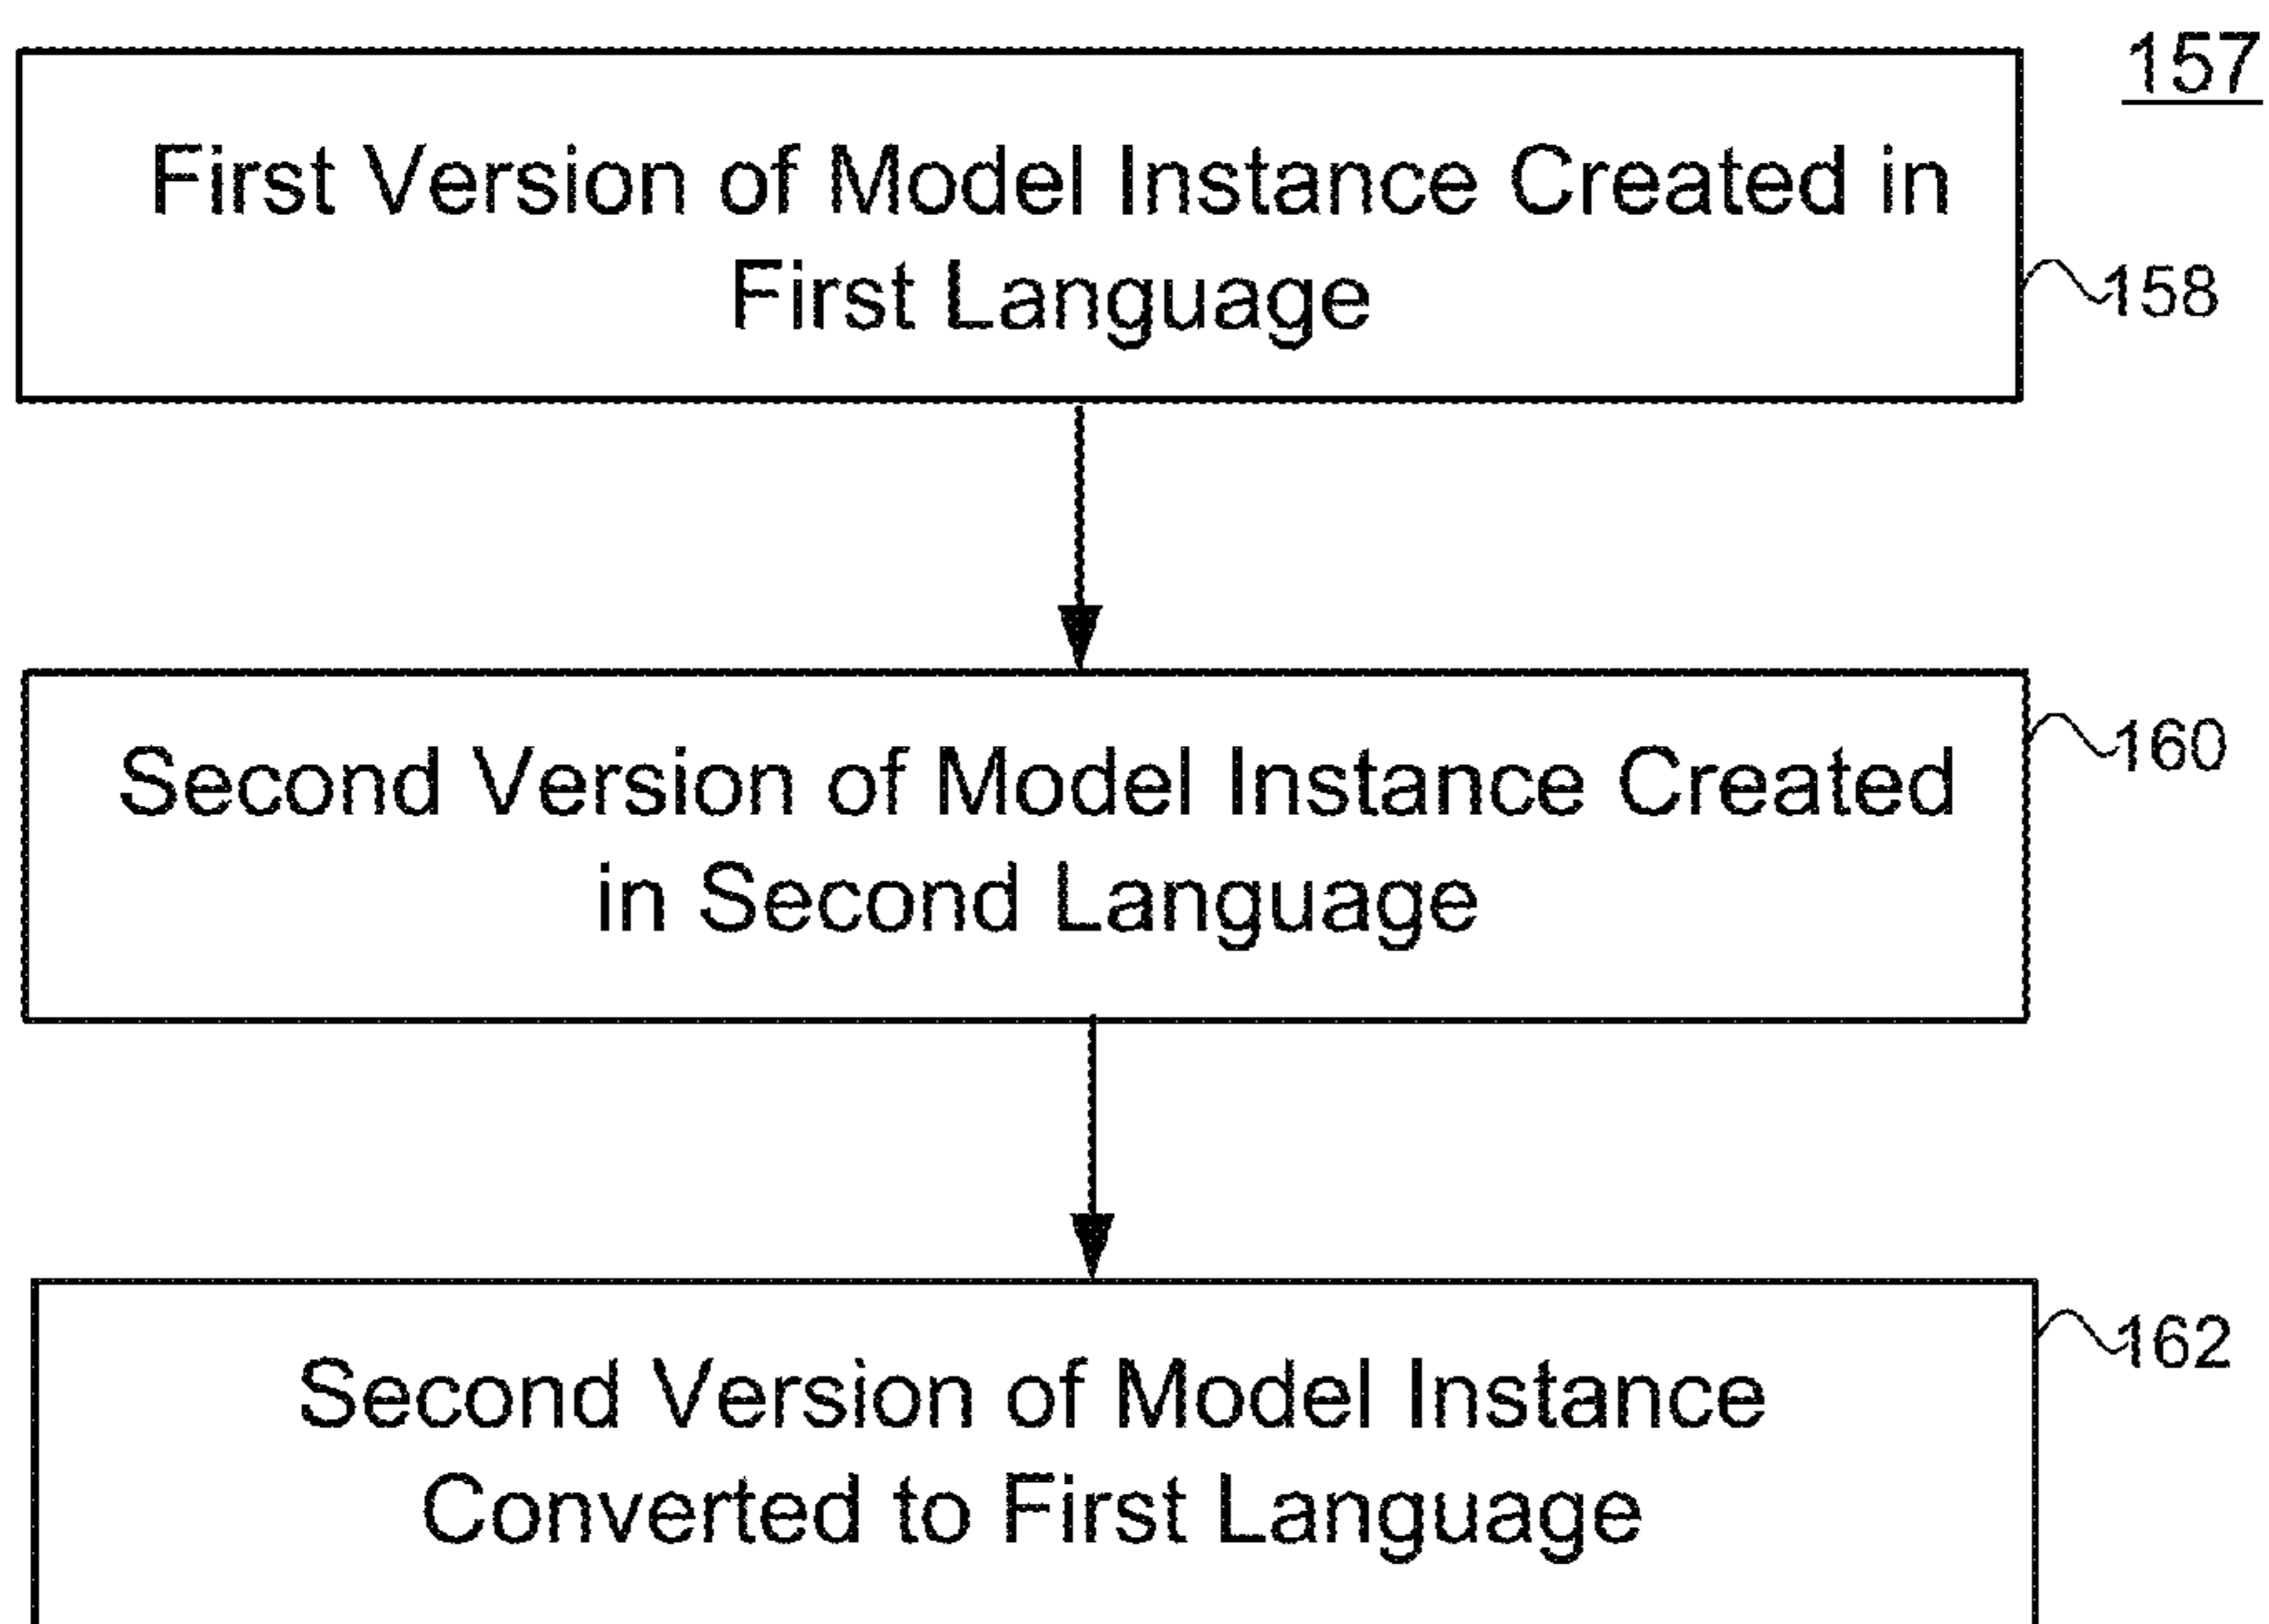 157
First Version of Model Instance Created in
First Language
158
Second Version of Model Instance Created
in Second Language
160
Second Version of Model Instance
Converted to First Language
162